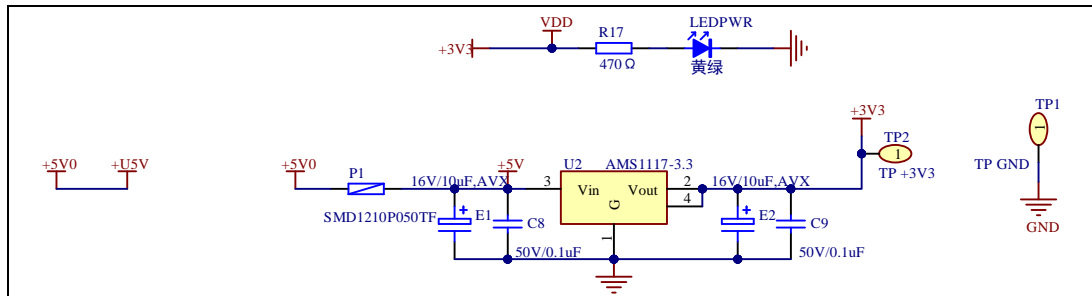 VDD
LEDPWR
R17
+3V3
470Ω
黄绿
TP1
1
TP GND
GND
+3V3
TP2
1
TP +3V3
+5V0
+U5V
+5V0
P1
SMD1210P050TF
+5V
16V/10uF,AVX
E1
C8
50V/0.1uF
U2
AMS1117-3.3
3
Vin
Vout
2
4
G
1
16V/10uF,AVX
E2
C9
50V/0.1uF